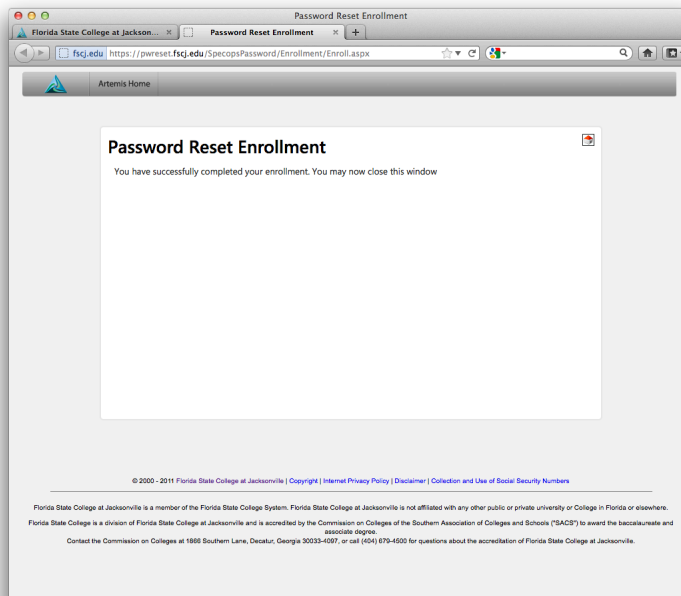 Password Reset Enrollment
Florida State College at Jackson...
Password Reset Enrollment
fscj.edu https://pwreset.fscj.edu/SpecopsPassword/Enrollment/Enroll.aspx
Artemis Home
Password Reset Enrollment
You have successfully completed your enrollment. You may now close this window
© 2000 - 2011 Florida State College at Jacksonville | Copyright | Internet Privacy Policy | Disclaimer | Collection and Use of Social Security Numbers
Florida State College at Jacksonville is a member of the Florida State College System. Florida State College at Jacksonville is not affiliated with any other public or private university or College in Florida or elsewhere.
Florida State College is a division of Florida State College at Jacksonville and is accredited by the Commission on Colleges of the Southern Association of Colleges and Schools ("SACS") to award the baccalaureate and
associate degree.
Contact the Commission on Colleges at 1866 Southern Lane, Decatur, Georgia 30033-4097, or call (404) 679-4500 for questions about the accreditation of Florida State College at Jacksonville.